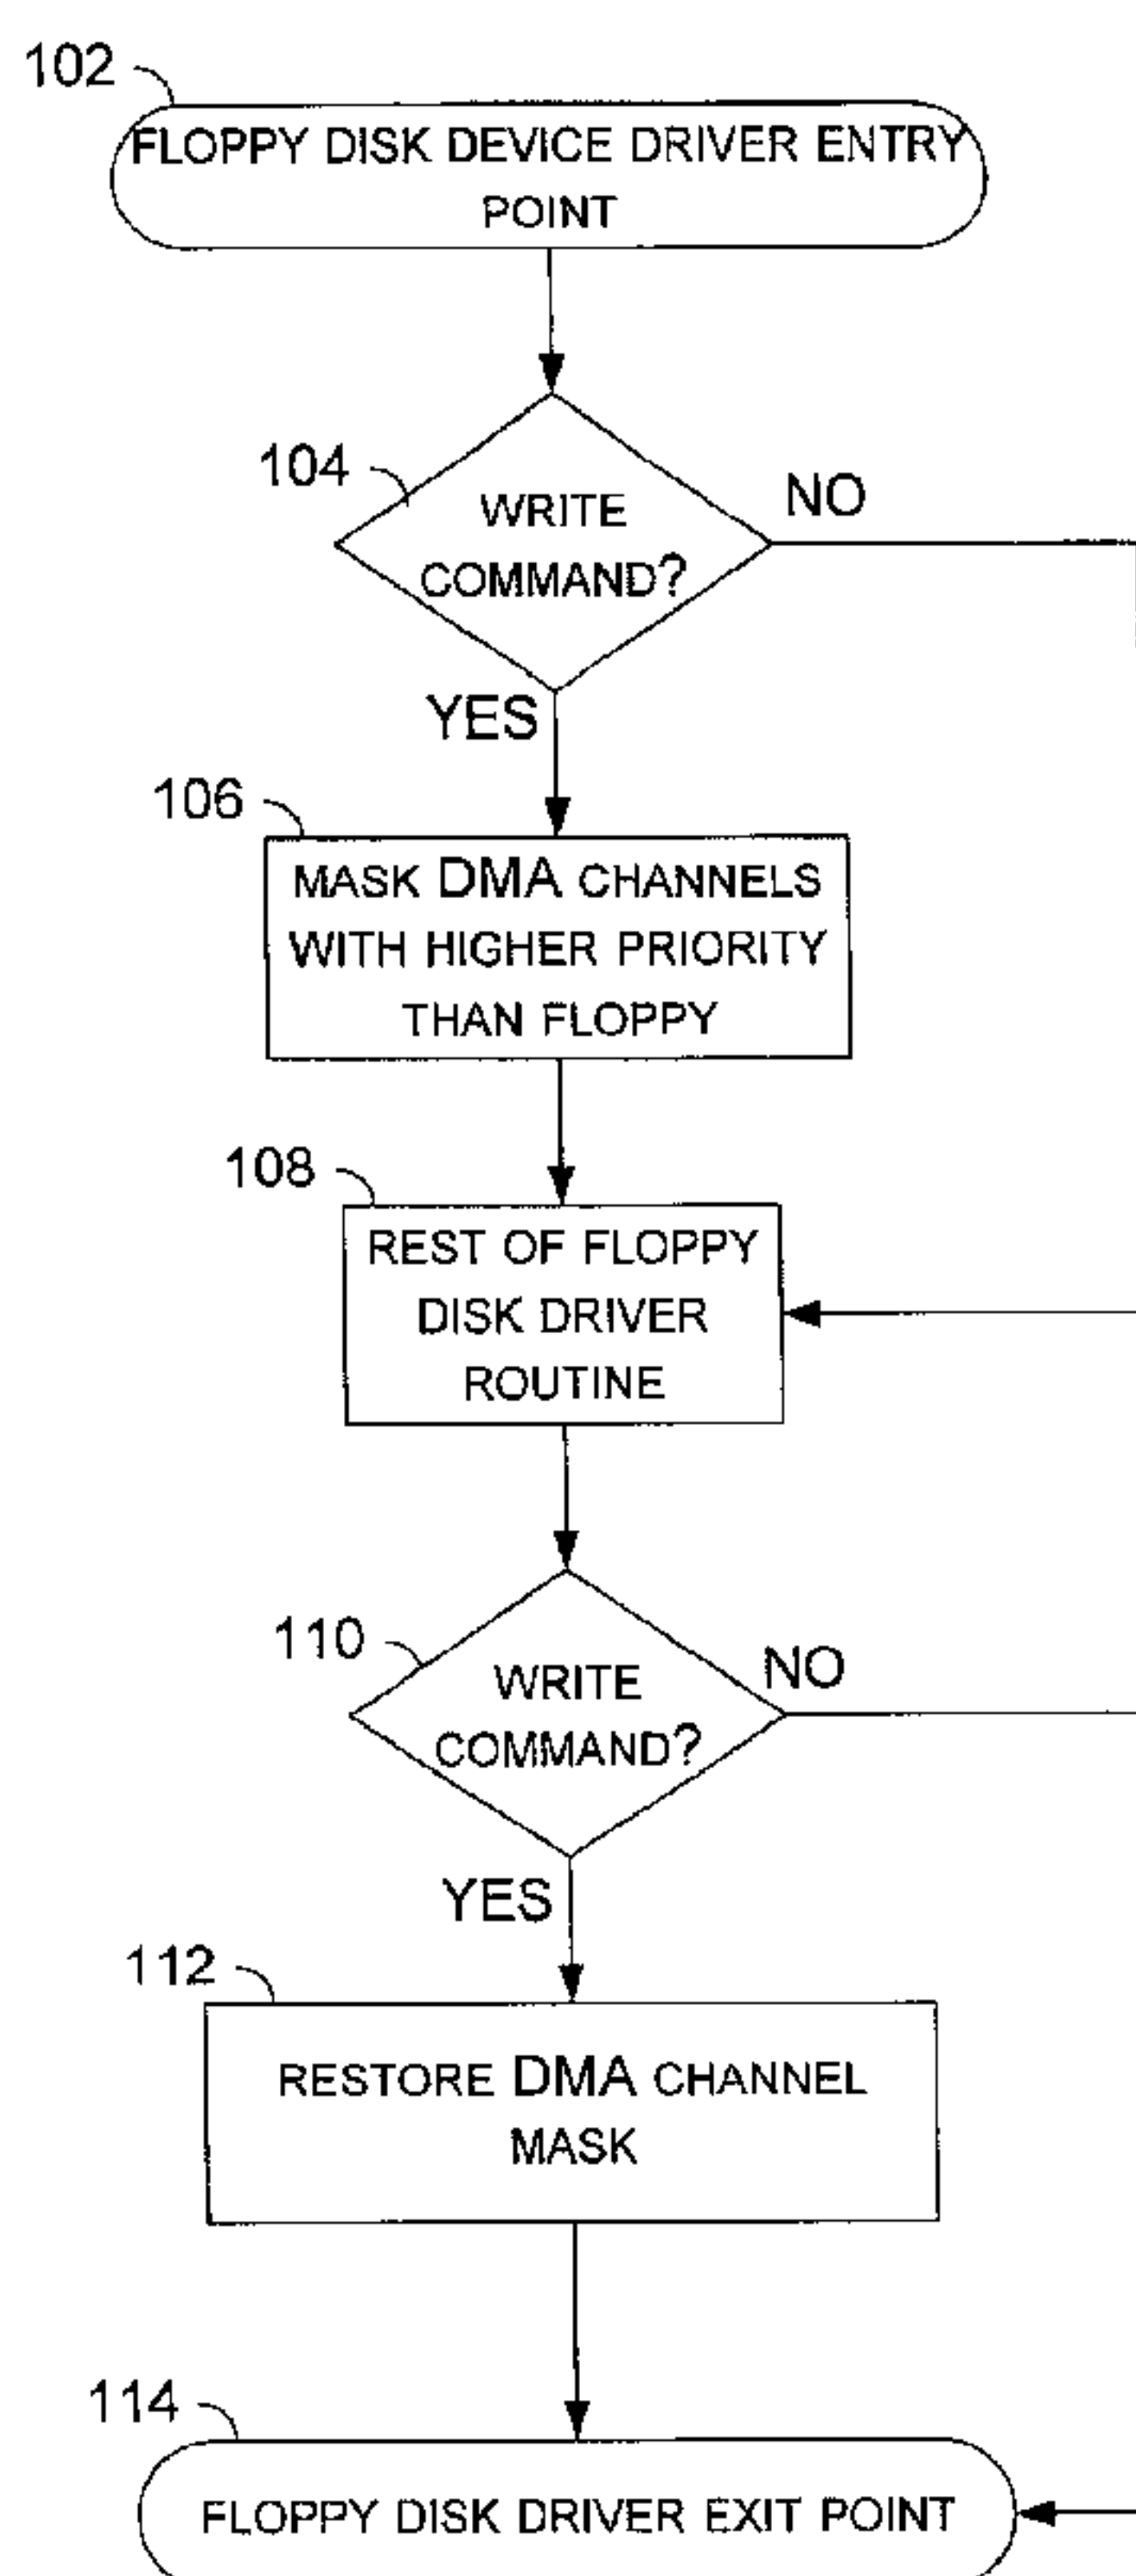 102
FLOPPY DISK DEVICE DRIVER ENTRY
POINT
104
WRITE
COMMAND?
NO
YES
106
MASK DMA CHANNELS
WITH HIGHER PRIORITY
THAN FLOPPY
108
REST OF FLOPPY
DISK DRIVER
ROUTINE
110
WRITE
COMMAND?
NO
YES
112
RESTORE DMA CHANNEL
MASK
114
FLOPPY DISK DRIVER EXIT POINT